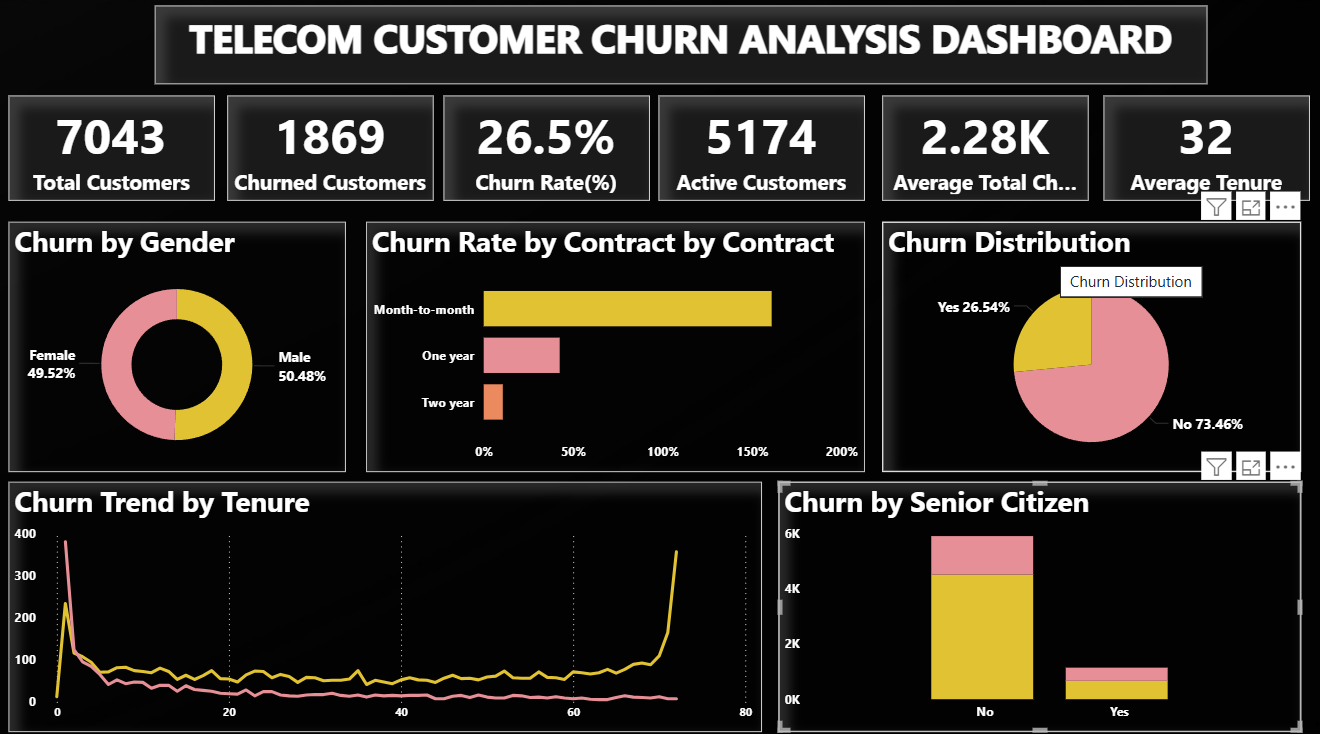 TELECOM CUSTOMER CHURN ANALYSIS DASHBOARD
7043
Total Customers
1869
Churned Customers
26.5%
Churn Rate(%)
5174
Active Customers
2.28K
Average Total Ch...
32
Average Tenure
Churn by Gender
Female
49.52%
Male
50.48%
Churn Rate by Contract by Contract
Month-to-month
One year
Two year
0%
50%
100%
150%
200%
Churn Distribution
Churn Distribution
Yes 26.54%
No 73.46%
Churn Trend by Tenure
400
300
200
100
0
0
20
40
60
80
Churn by Senior Citizen
6K
4K
2K
0K
No
Yes